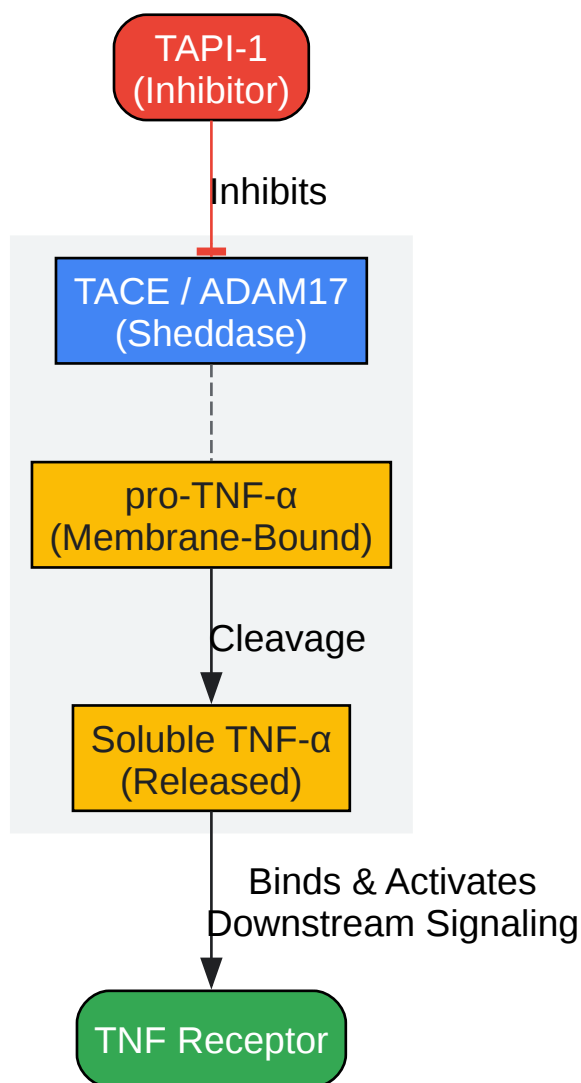 TAPI-1
(Inhibitor)
Inhibits
TACE / ADAM17
(Sheddase)
pro-TNF-α
(Membrane-Bound)
Cleavage
Soluble TNF-α
(Released)
Binds & Activates
Downstream Signaling
TNF Receptor